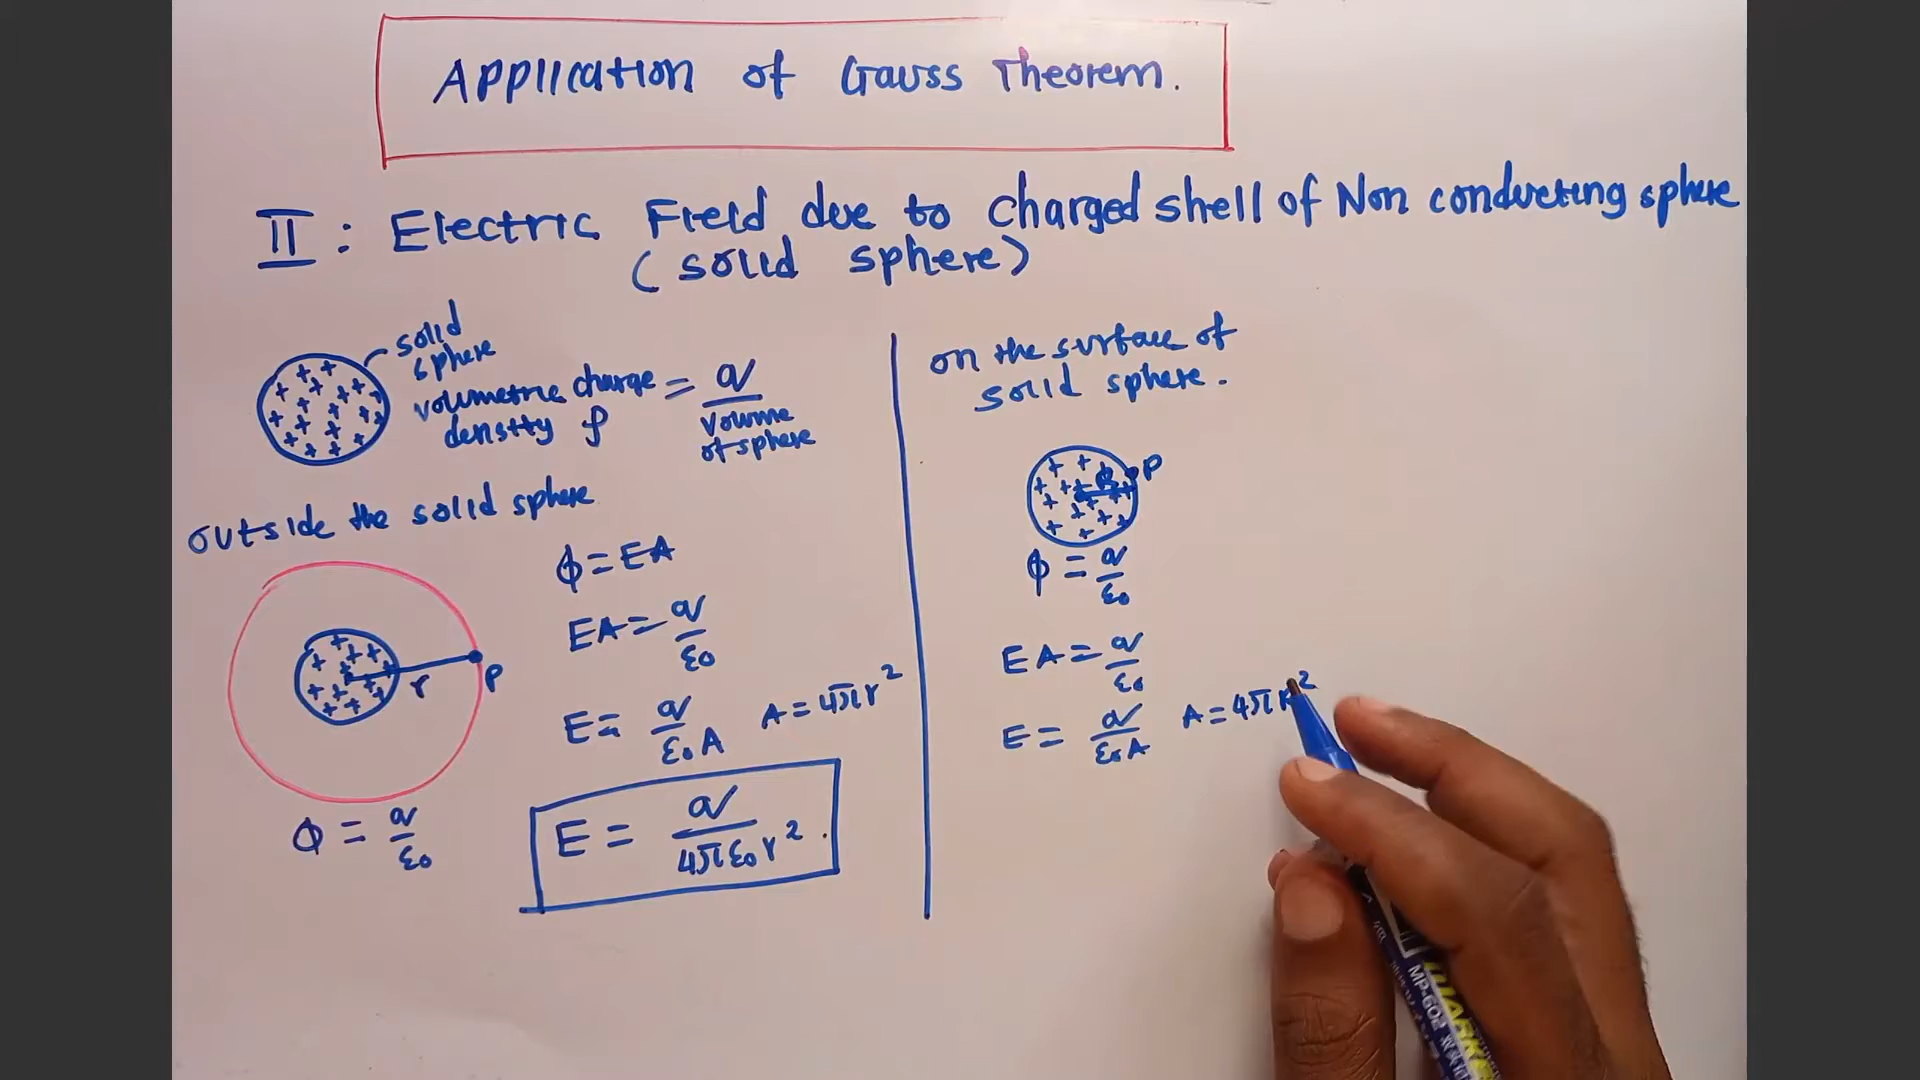 Application of Gauss Theorem.
II : Electric Field due to charged shell of Non conducting sphere
(solid sphere)
solid
sphere
volumetric charge
density ρ = q / volume of sphere
outside the solid sphere
r
P
ϕ = q/ε₀
ϕ = EA
EA = q/ε₀
E = q/ε₀A A = 4πr²
E = q/4πε₀r² .
on the surface of
solid sphere.
R
P
ϕ = q/ε₀
EA = q/ε₀
E = q/ε₀A A = 4πR²
MP-602